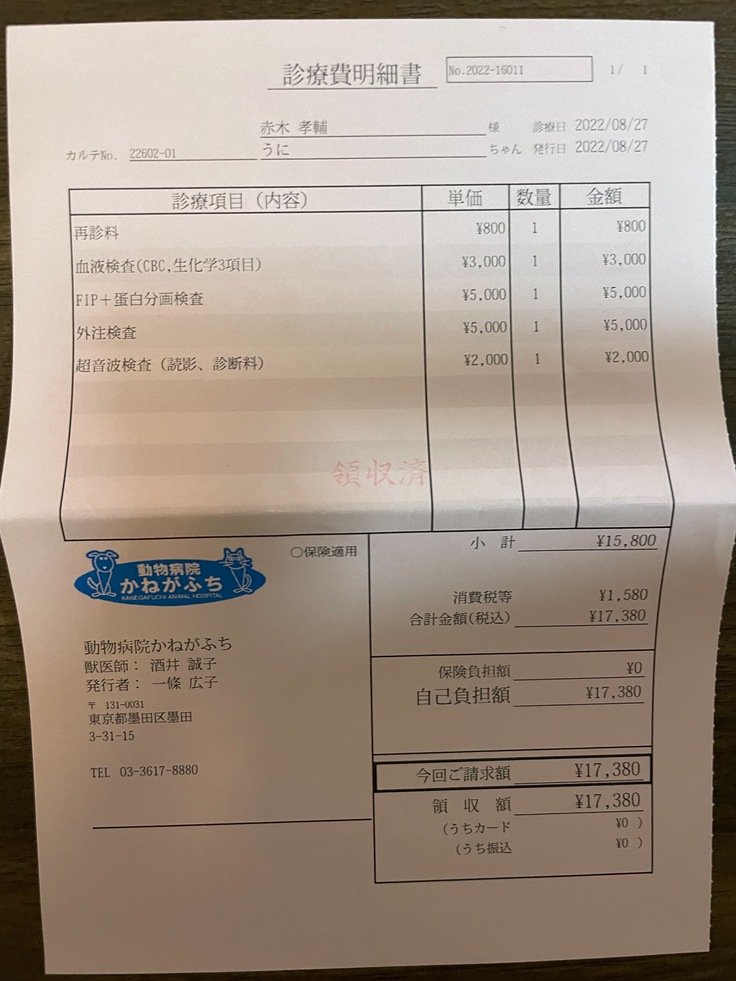 診療費明細書 No.2022-16011 1/ 1
赤木 孝輔 様 診療日 2022/08/27
カルテNo. 22602-01 うに ちゃん 発行日 2022/08/27
診療項目（内容） 単価 数量 金額
再診料 ¥800 1 ¥800
血液検査(CBC,生化学3項目) ¥3,000 1 ¥3,000
FIP＋蛋白分画検査 ¥5,000 1 ¥5,000
外注検査 ¥5,000 1 ¥5,000
超音波検査（読影、診断料） ¥2,000 1 ¥2,000
領収済
小 計 ¥15,800
○保険適用
動物病院
かねがふち
KANEGAFUCHI ANIMAL HOSPITAL
消費税等 ¥1,580
合計金額(税込) ¥17,380
動物病院かねがふち
獣医師： 酒井 誠子
発行者： 一條 広子
〒 131-0031
東京都墨田区墨田
3-31-15
TEL 03-3617-8880
保険負担額 ¥0
自己負担額 ¥17,380
今回ご請求額 ¥17,380
領 収 額 ¥17,380
(うちカード ¥0 )
(うち振込 ¥0 )